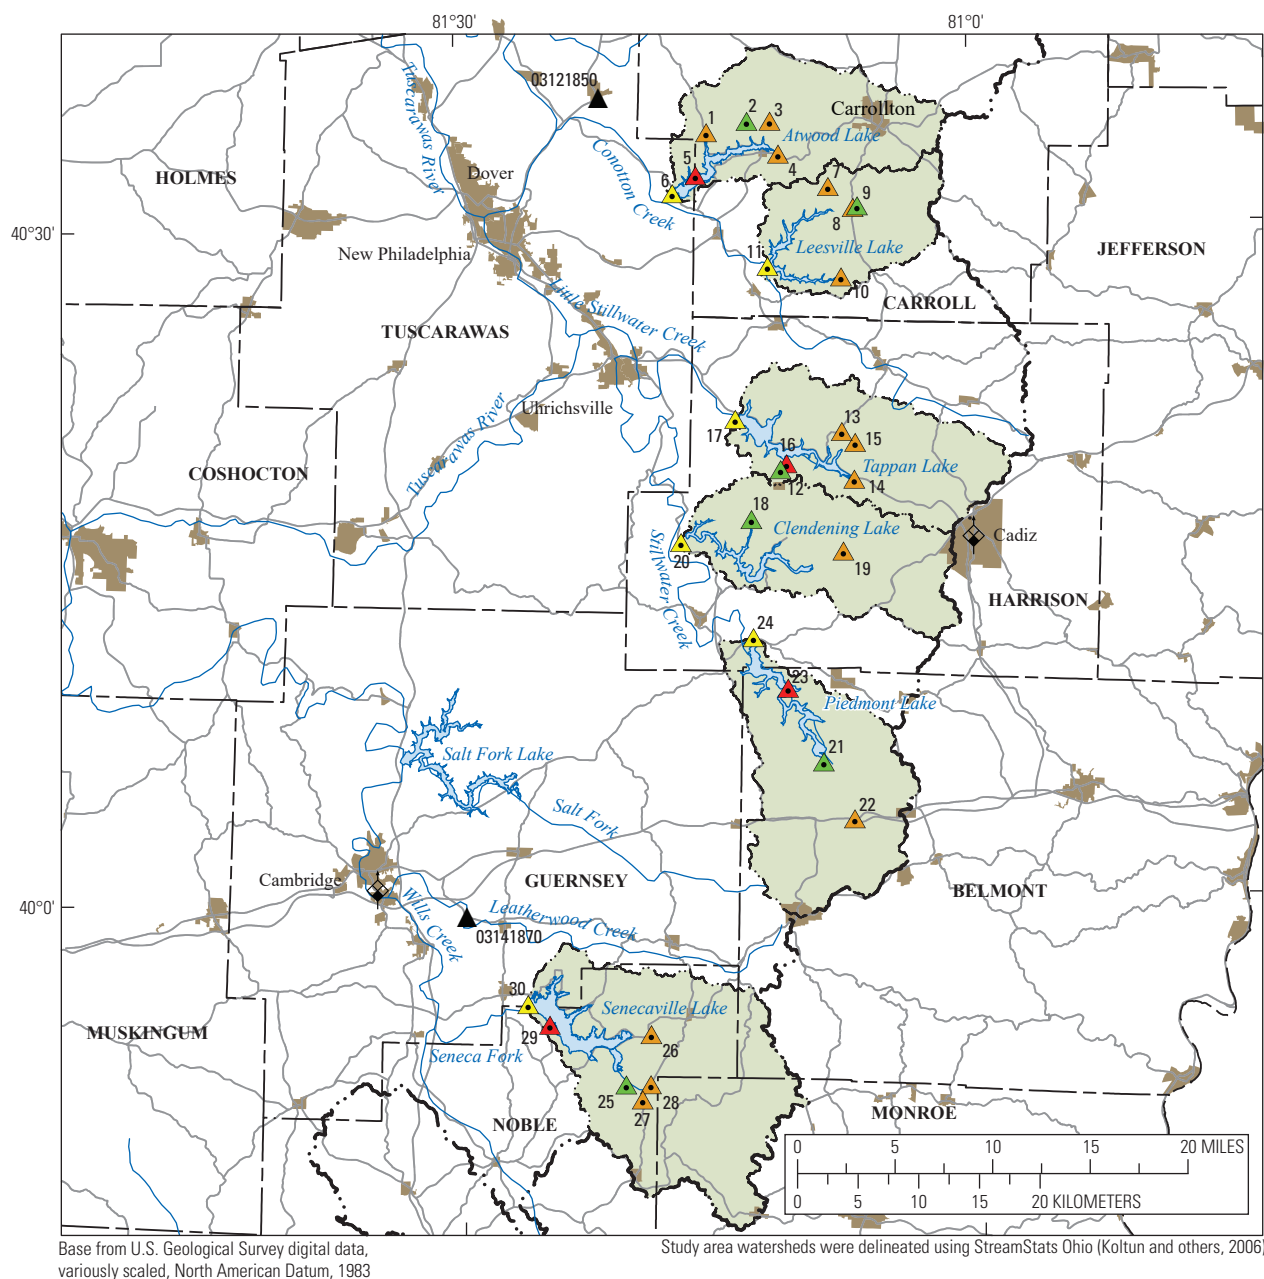 81°30'
81°0'
03121850
1
2
3
Carrollton
Atwood Lake
Tuscarawas River
HOLMES
Dover
Conotton Creek
5
4
6
7
9
8
40°30'
New Philadelphia
Leesville Lake
JEFFERSON
11
10
CARROLL
Little Stillwater Creek
TUSCARAWAS
Uhrichsville
17
13
15
16
Tappan Lake
Tuscarawas River
COSHOCTON
12
14
18
Clendening Lake
Cadiz
20
19
Stillwater Creek
HARRISON
24
23
Piedmont Lake
Salt Fork Lake
21
22
Salt Fork
Cambridge
GUERNSEY
BELMONT
40°0'
Wills Creek
Leatherwood Creek
03141870
30
Senecaville Lake
29
26
MUSKINGUM
Seneca Fork
25
28
27
NOBLE
MONROE
0 5 10 15 20 MILES
0 5 10 15 20 KILOMETERS
Base from U.S. Geological Survey digital data,
variously scaled, North American Datum, 1983
Study area watersheds were delineated using StreamStats Ohio (Koltun and others, 2006)